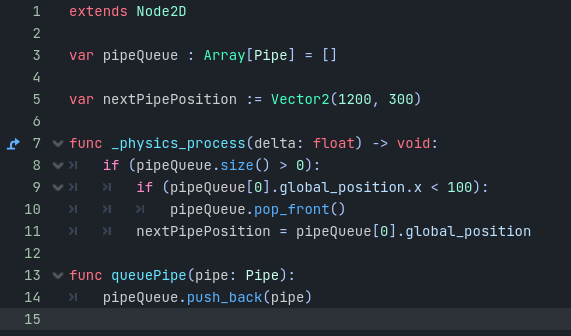 1 extends Node2D
2
3 var pipeQueue : Array[Pipe] = []
4
5 var nextPipePosition := Vector2(1200, 300)
6
7 func _physics_process(delta: float) -> void:
8 if (pipeQueue.size() > 0):
9 if (pipeQueue[0].global_position.x < 100):
10 pipeQueue.pop_front()
11 nextPipePosition = pipeQueue[0].global_position
12
13 func queuePipe(pipe: Pipe):
14 pipeQueue.push_back(pipe)
15